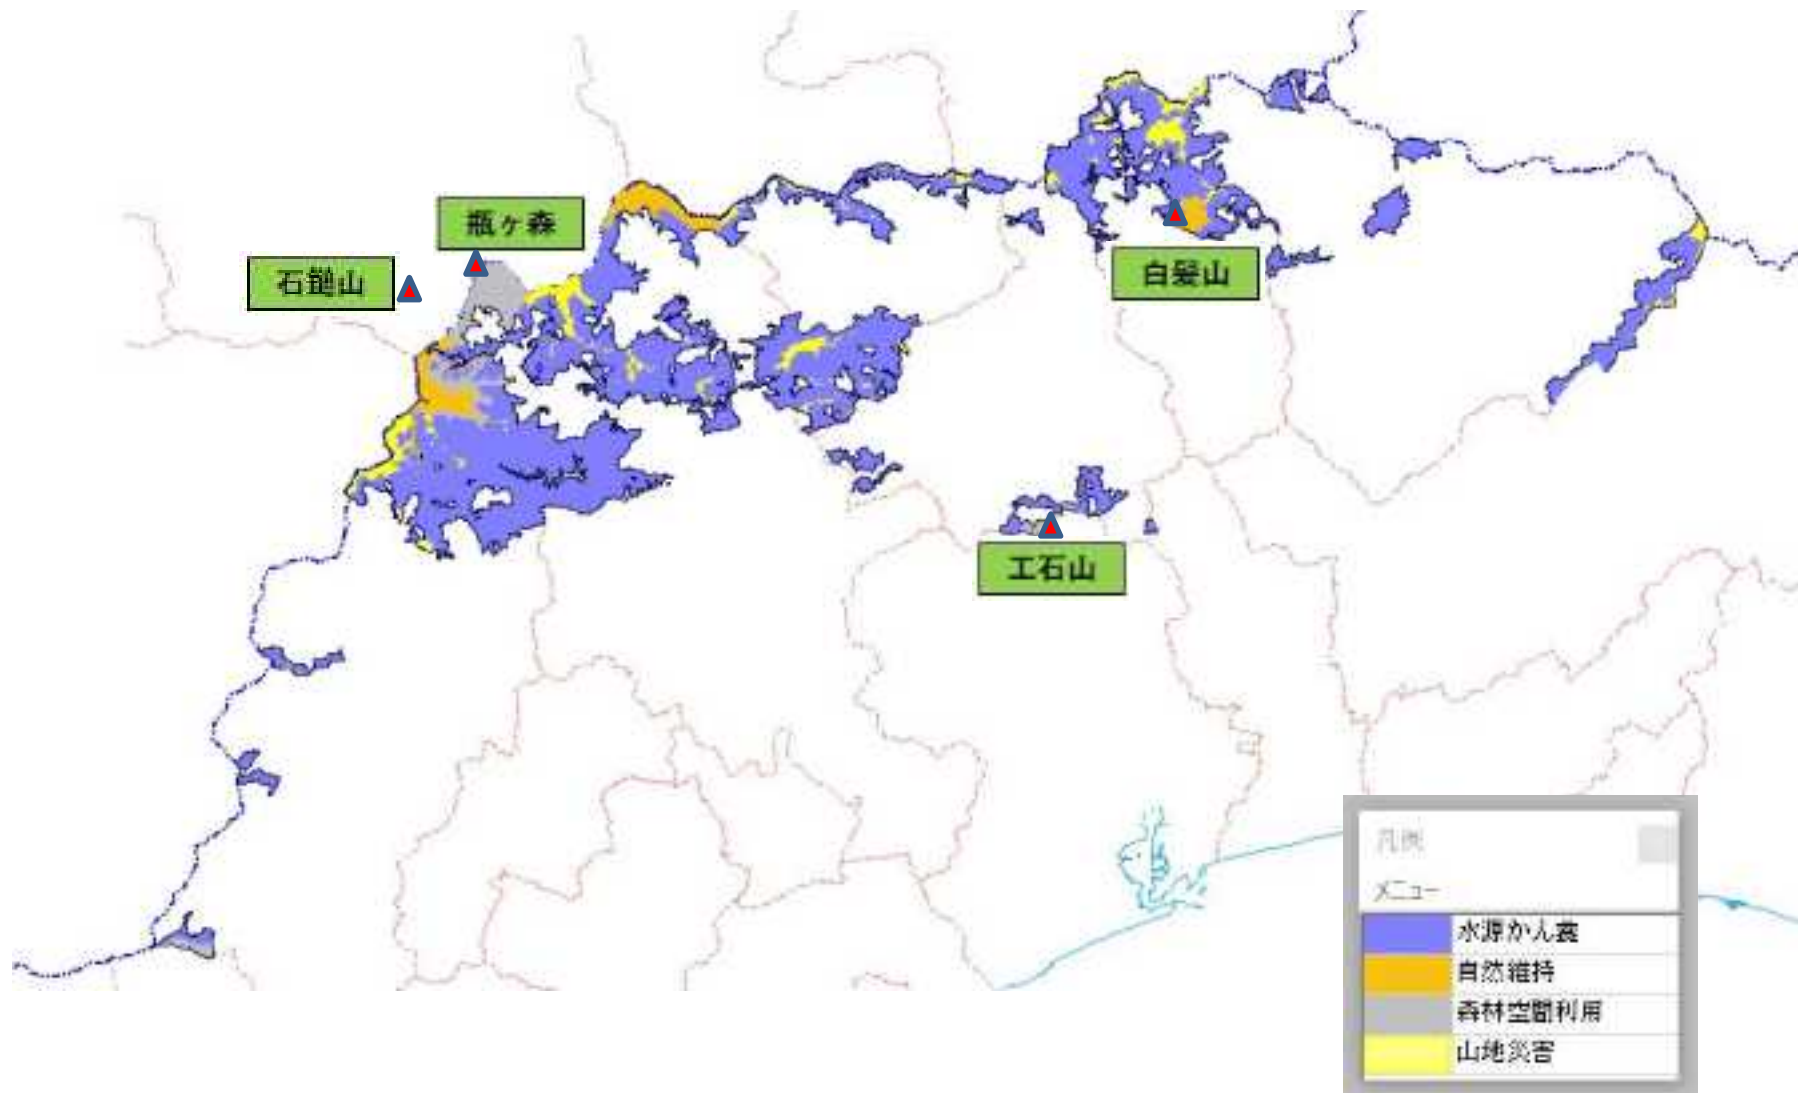 瓶ヶ森
石鎚山
白髪山
工石山
凡例
メニュー
水源かん養
自然維持
森林空間利用
山地災害